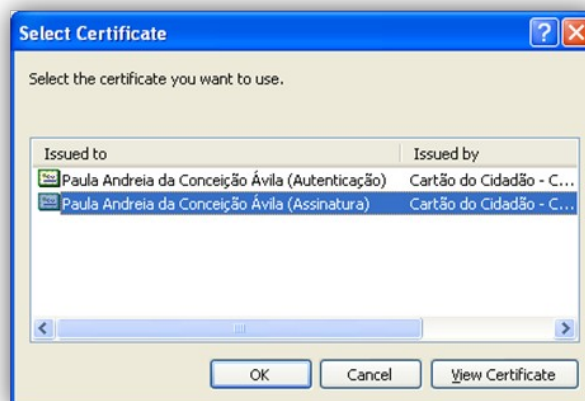 Select Certificate
Select the certificate you want to use.
Issued to Issued by
Paula Andreia da Conceição Ávila (Autenticação) Cartão do Cidadão - C...
Paula Andreia da Conceição Ávila (Assinatura) Cartão do Cidadão - C...
OK Cancel View Certificate